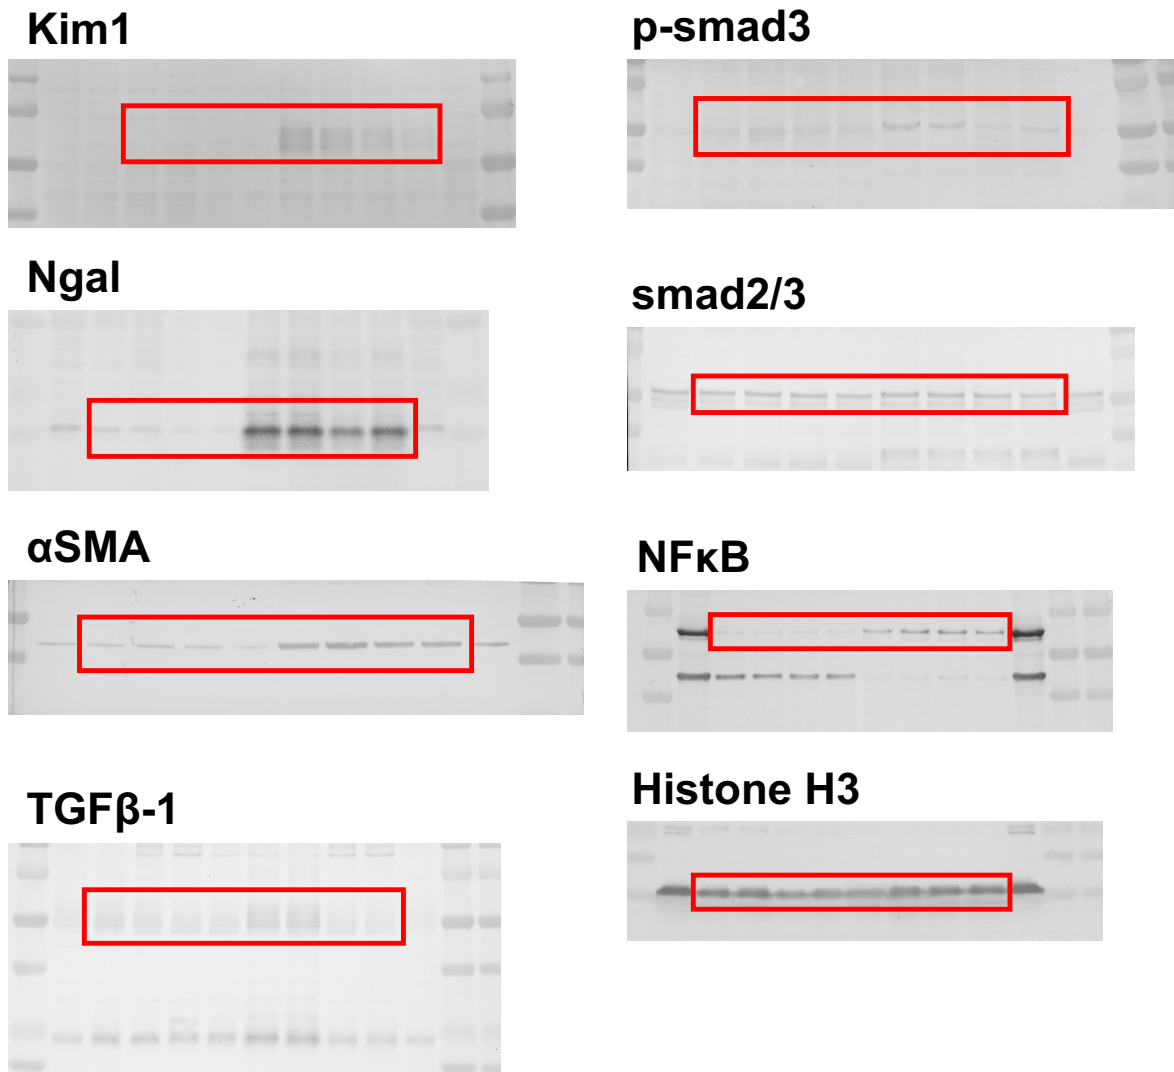 Kim1
Ngal
αSMA
TGFβ-1
p-smad3
smad2/3
NFκB
Histone H3